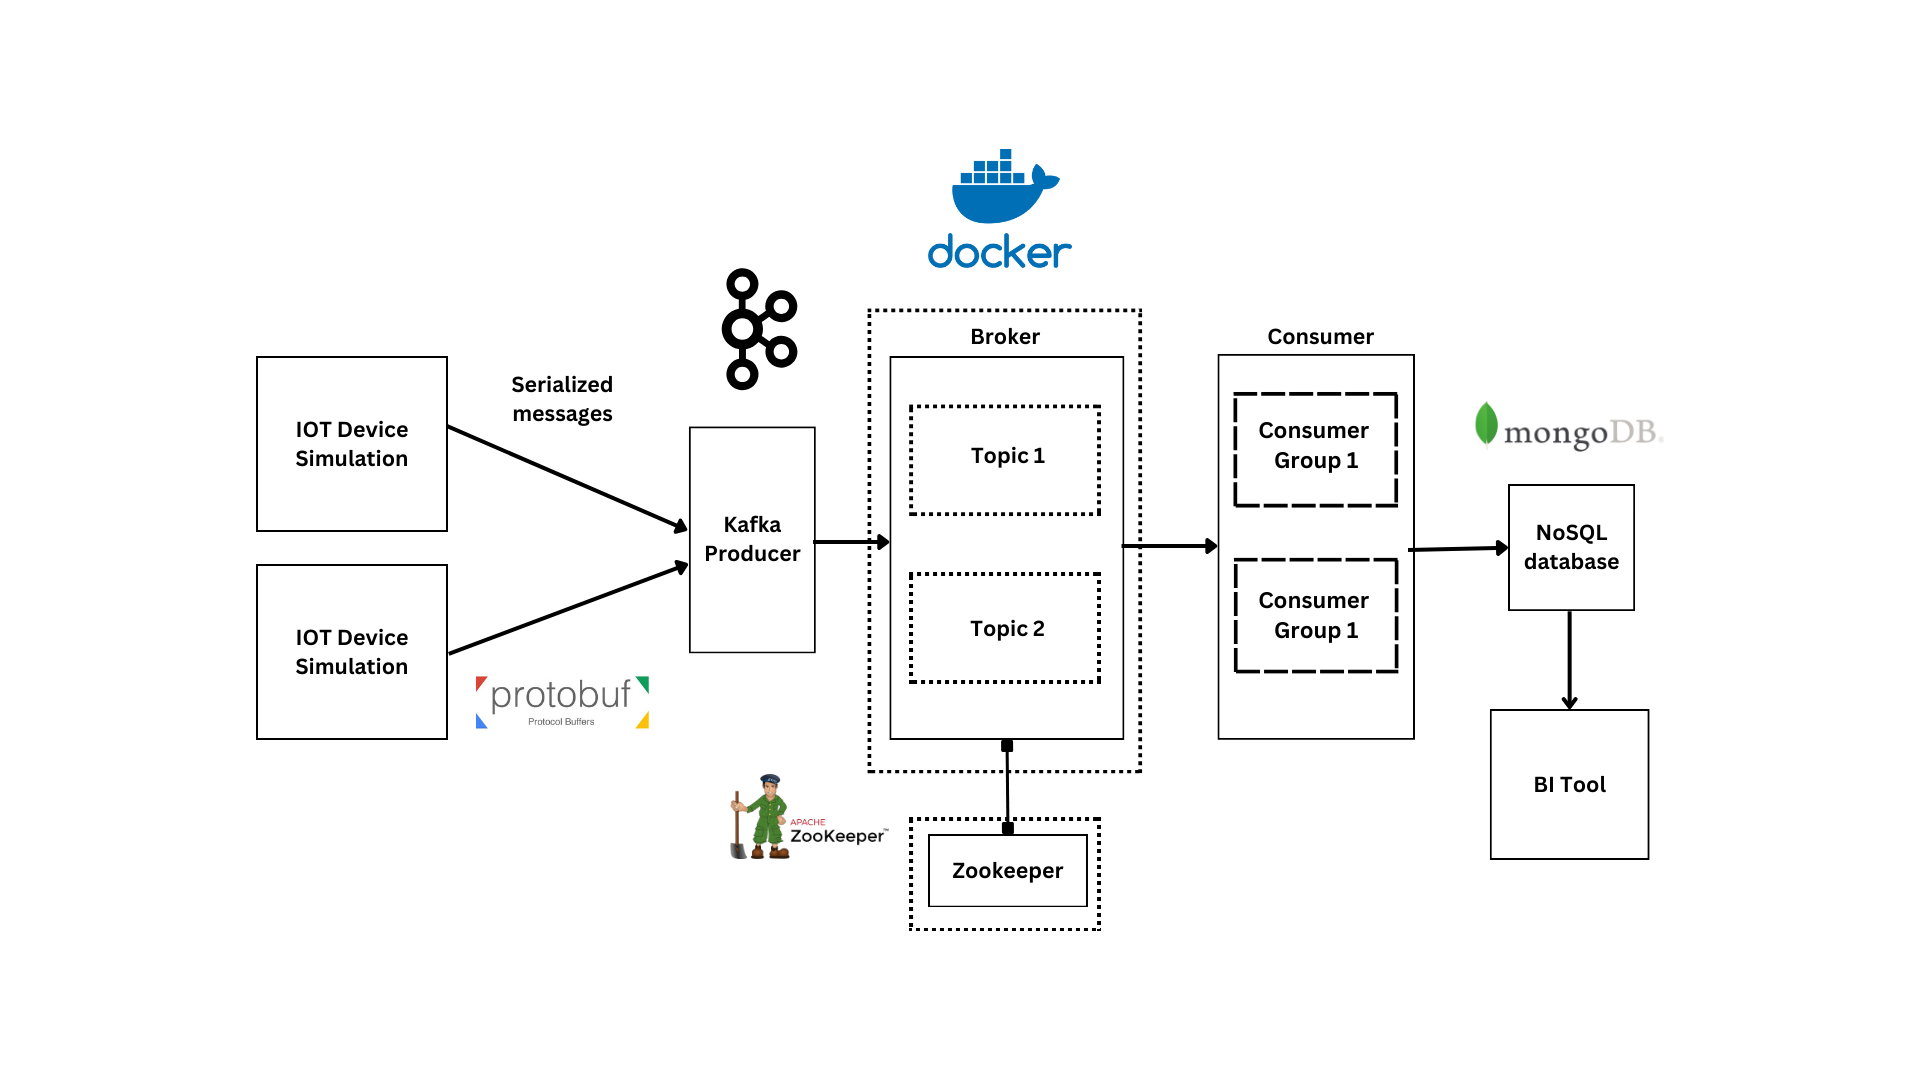 docker
Broker
Consumer
Serialized
messages
IOT Device
Simulation
Consumer
Group 1
mongoDB.
Topic 1
Kafka
Producer
NoSQL
database
Consumer
Group 1
Topic 2
IOT Device
Simulation
protobuf
Protocol Buffers
BI Tool
APACHE
ZooKeeper™
Zookeeper